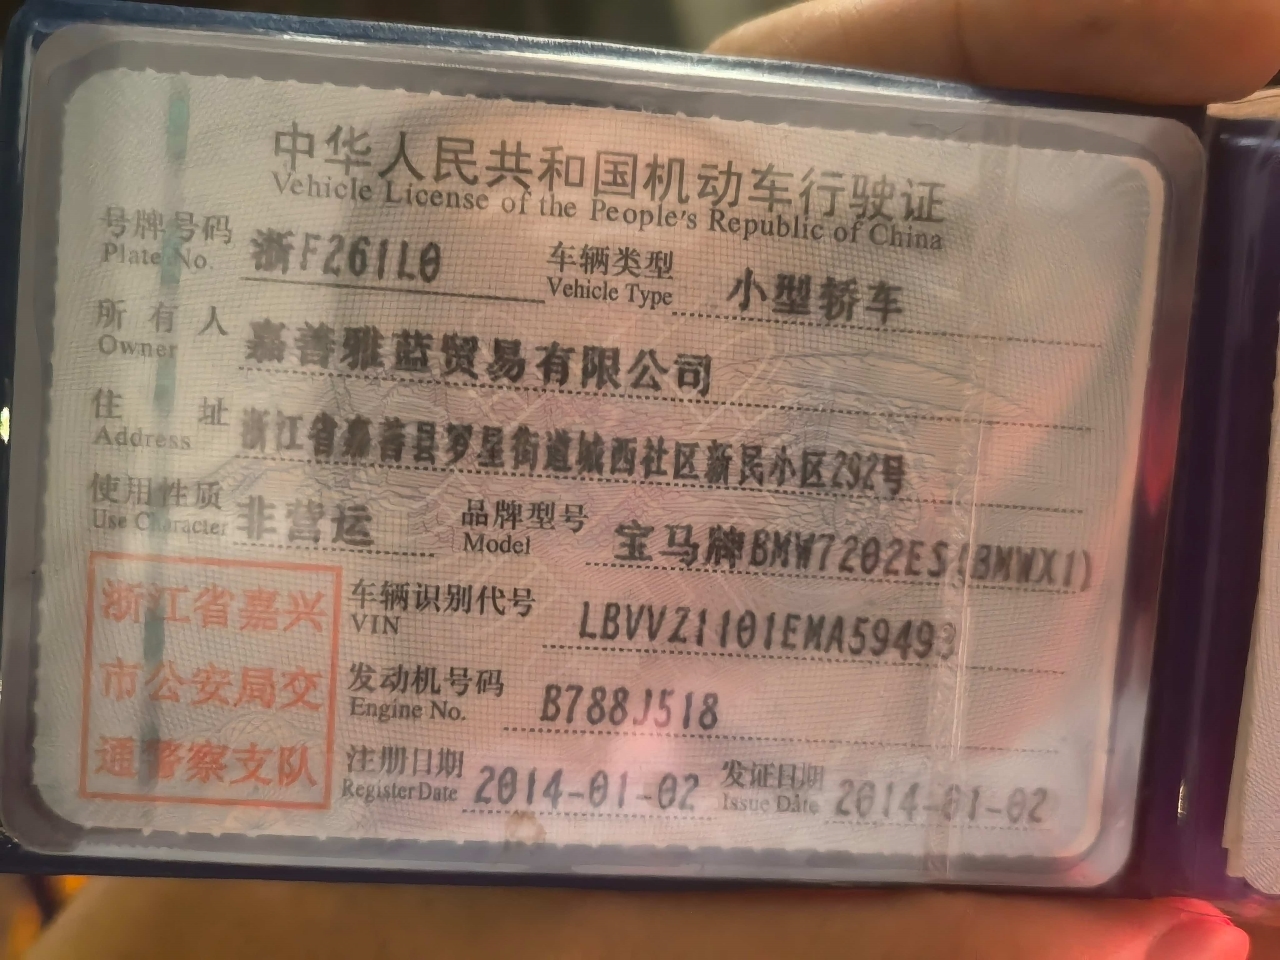 中华人民共和国机动车行驶证
Vehicle License of the People's Republic of China
号牌号码 浙F261L0 车辆类型 小型轿车
Plate No. Vehicle Type
所有人 嘉善雅蓝贸易有限公司
Owner
住址 浙江省嘉善县罗星街道城西社区新民小区292号
Address
使用性质 非营运 品牌型号 宝马牌BMW7202ES(BMWX1)
Use Character Model
浙江省嘉兴
市公安局交
通警察支队
车辆识别代号 LBVVZ1101EMA59493
VIN
发动机号码 B788J518
Engine No.
注册日期 2014-01-02 发证日期 2014-01-02
Register Date Issue Date